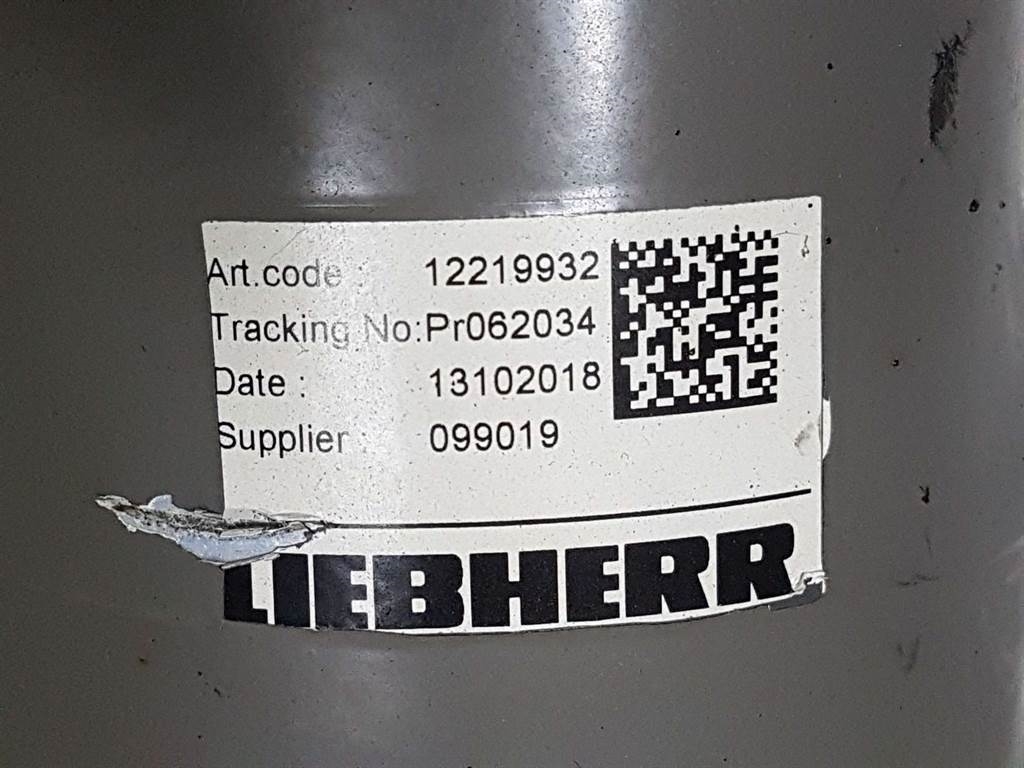 Art.code : 12219932
Tracking No:Pr062034
Date : 13102018
Supplier : 099019
LIEBHERR